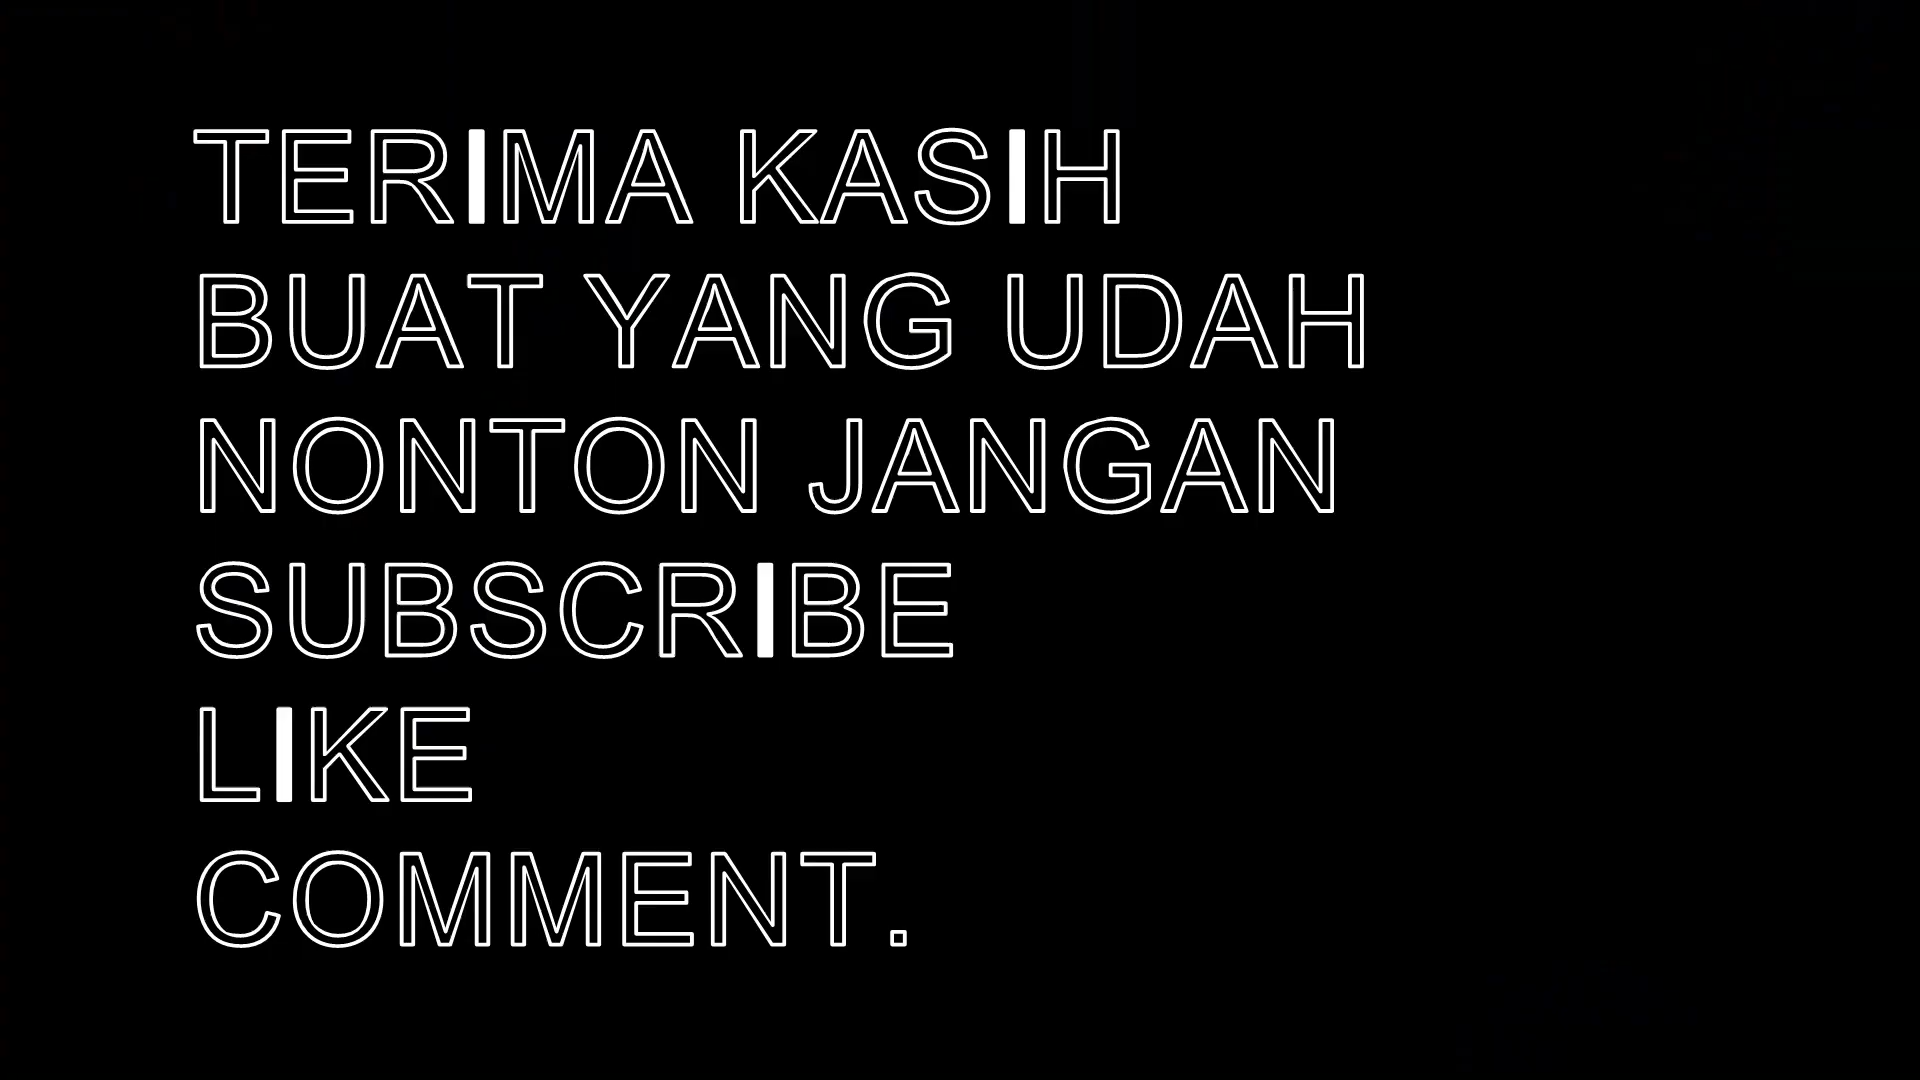 TERIMA KASIH
BUAT YANG UDAH
NONTON JANGAN
SUBSCRIBE
LIKE
COMMENT.